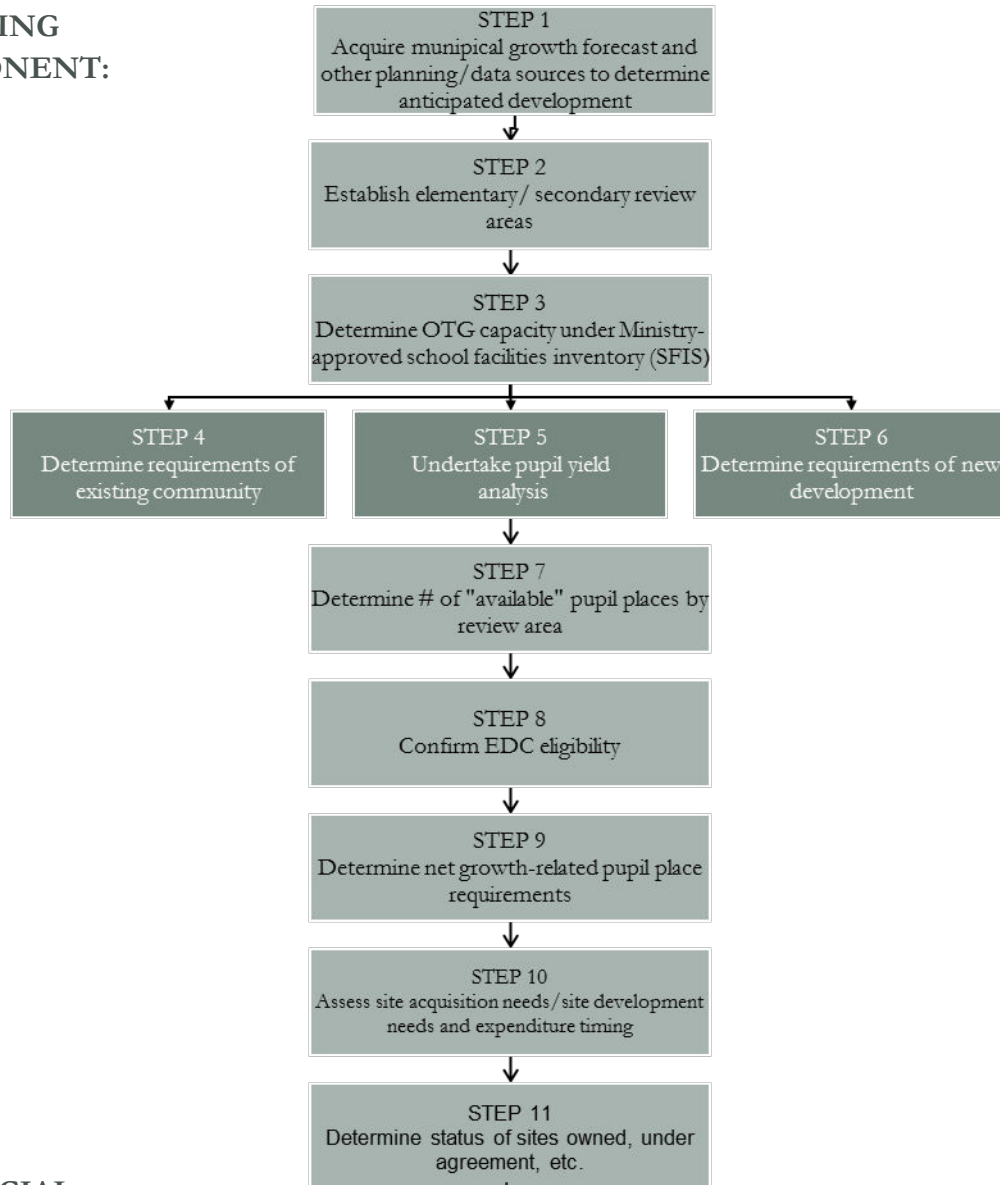 ING
ONENT:
STEP 1
Acquire munipical growth forecast and
other planning/data sources to determine
anticipated development
STEP 2
Establish elementary/ secondary review
areas
STEP 3
Determine OTG capacity under Ministry-
approved school facilities inventory (SFIS)
STEP 4
Determine requirements of
existing community
STEP 5
Undertake pupil yield
analysis
STEP 6
Determine requirements of new
development
STEP 7
Determine # of "available" pupil places by
review area
STEP 8
Confirm EDC eligibility
STEP 9
Determine net growth-related pupil place
requirements
STEP 10
Assess site acquisition needs/site development
needs and expenditure timing
STEP 11
Determine status of sites owned, under
agreement, etc.
CIAL